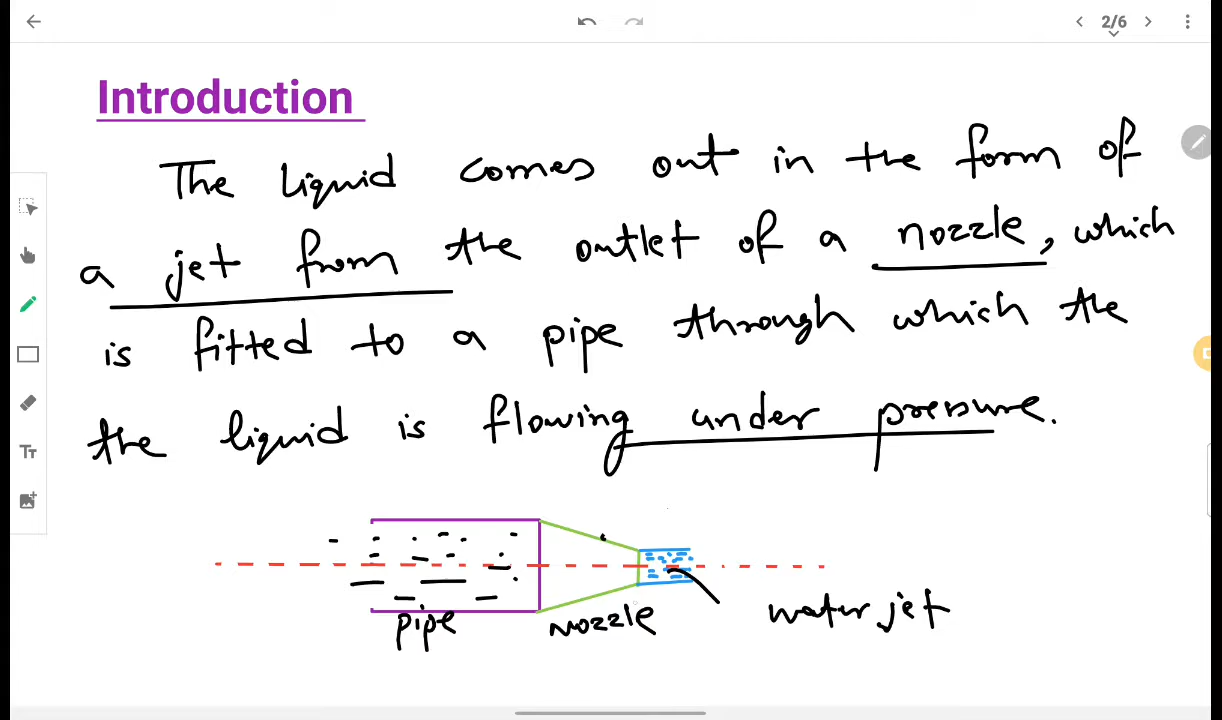 2/6
Introduction
The liquid comes out in the form of
a jet from the outlet of a nozzle, which
is fitted to a pipe through which the
the liquid is flowing under pressure.
Tт
pipe
nozzle
water jet